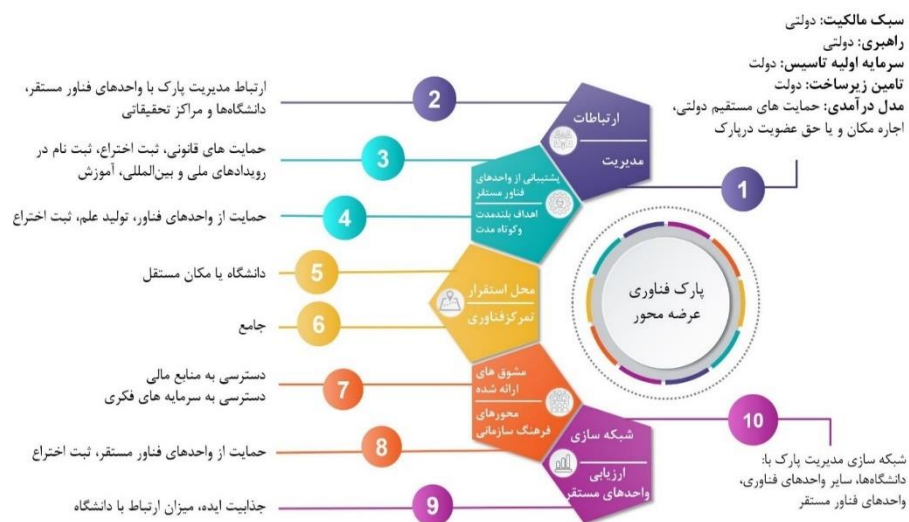 سبک مالکیت: دولتی
راهبری: دولتی
سرمایه اولیه تاسیس: دولت
تامین زیرساخت: دولت
مدل درآمدی: حمایت های مستقیم دولتی،
اجاره مکان و یا حق عضویت درپارک
1
ارتباطات
مدیریت
2
ارتباط مدیریت پارک با واحدهای فناور مستقر،
دانشگاه‌ها و مراکز تحقیقاتی
3
حمایت های قانونی، ثبت اختراع، ثبت نام در
رویدادهای ملی و بین‌المللی، آموزش
پشتیبانی از واحدهای
فناور مستقر
اهداف بلندمدت
وکوتاه مدت
4
حمایت از واحدهای فناور، تولید علم، ثبت اختراع
5
دانشگاه یا مکان مستقل
محل استقرار
تمرکزفناوری
6
جامع
پارک فناوری
عرضه محور
7
دسترسی به منابع مالی
دسترسی به سرمایه های فکری
مشوق های
ارائه شده
محورهای
فرهنگ سازمانی
8
حمایت از واحدهای فناور مستقر، ثبت اختراع
شبکه سازی
ارزیابی
واحدهای مستقر
9
جذابیت ایده، میزان ارتباط با دانشگاه
10
شبکه سازی مدیریت پارک با:
دانشگاه‌ها، سایر واحدهای فناوری،
واحدهای فناور مستقر